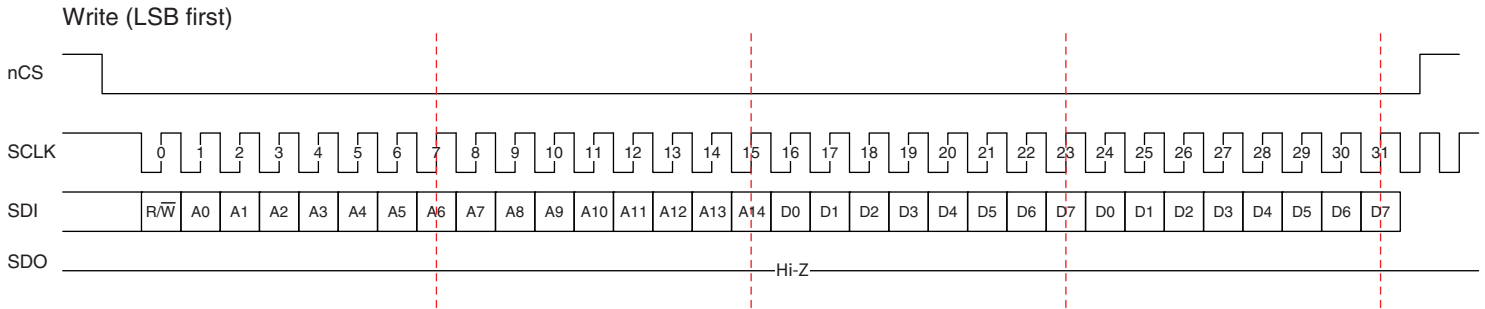 Write (LSB first)
nCS
SCLK 0 1 2 3 4 5 6 7 8 9 10 11 12 13 14 15 16 17 18 19 20 21 22 23 24 25 26 27 28 29 30 31
SDI R/W̅ A0 A1 A2 A3 A4 A5 A6 A7 A8 A9 A10 A11 A12 A13 A14 D0 D1 D2 D3 D4 D5 D6 D7 D0 D1 D2 D3 D4 D5 D6 D7
SDO Hi-Z